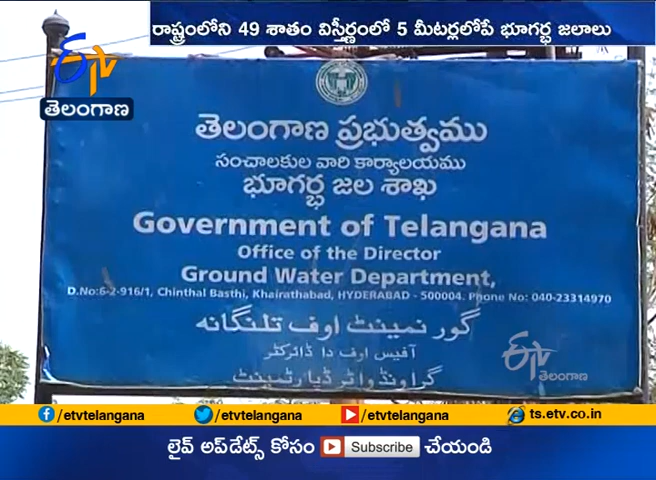 రాష్ట్రంలోని 49 శాతం విస్తీర్ణంలో 5 మీటర్లలోపే భూగర్భ జలాలు
ETV
తెలంగాణ
తెలంగాణ ప్రభుత్వము
సంచాలకుల వారి కార్యాలయము
భూగర్భ జల శాఖ
Government of Telangana
Office of the Director
Ground Water Department,
D.No:6-2-916/1, Chinthal Basthi, Khairathabad, HYDERABAD - 500004. Phone No: 040-23314970
گورنمینٹ اوف تلنگانہ
آفیس اوف دا ڈائرکٹر
گراونڈ واٹر ڈپارٹمینٹ
ETV
తెలంగాణ
/etvtelangana
/etvtelangana
/etvtelangana
ts.etv.co.in
లైవ్ అప్‌డేట్స్ కోసం Subscribe చేయండి